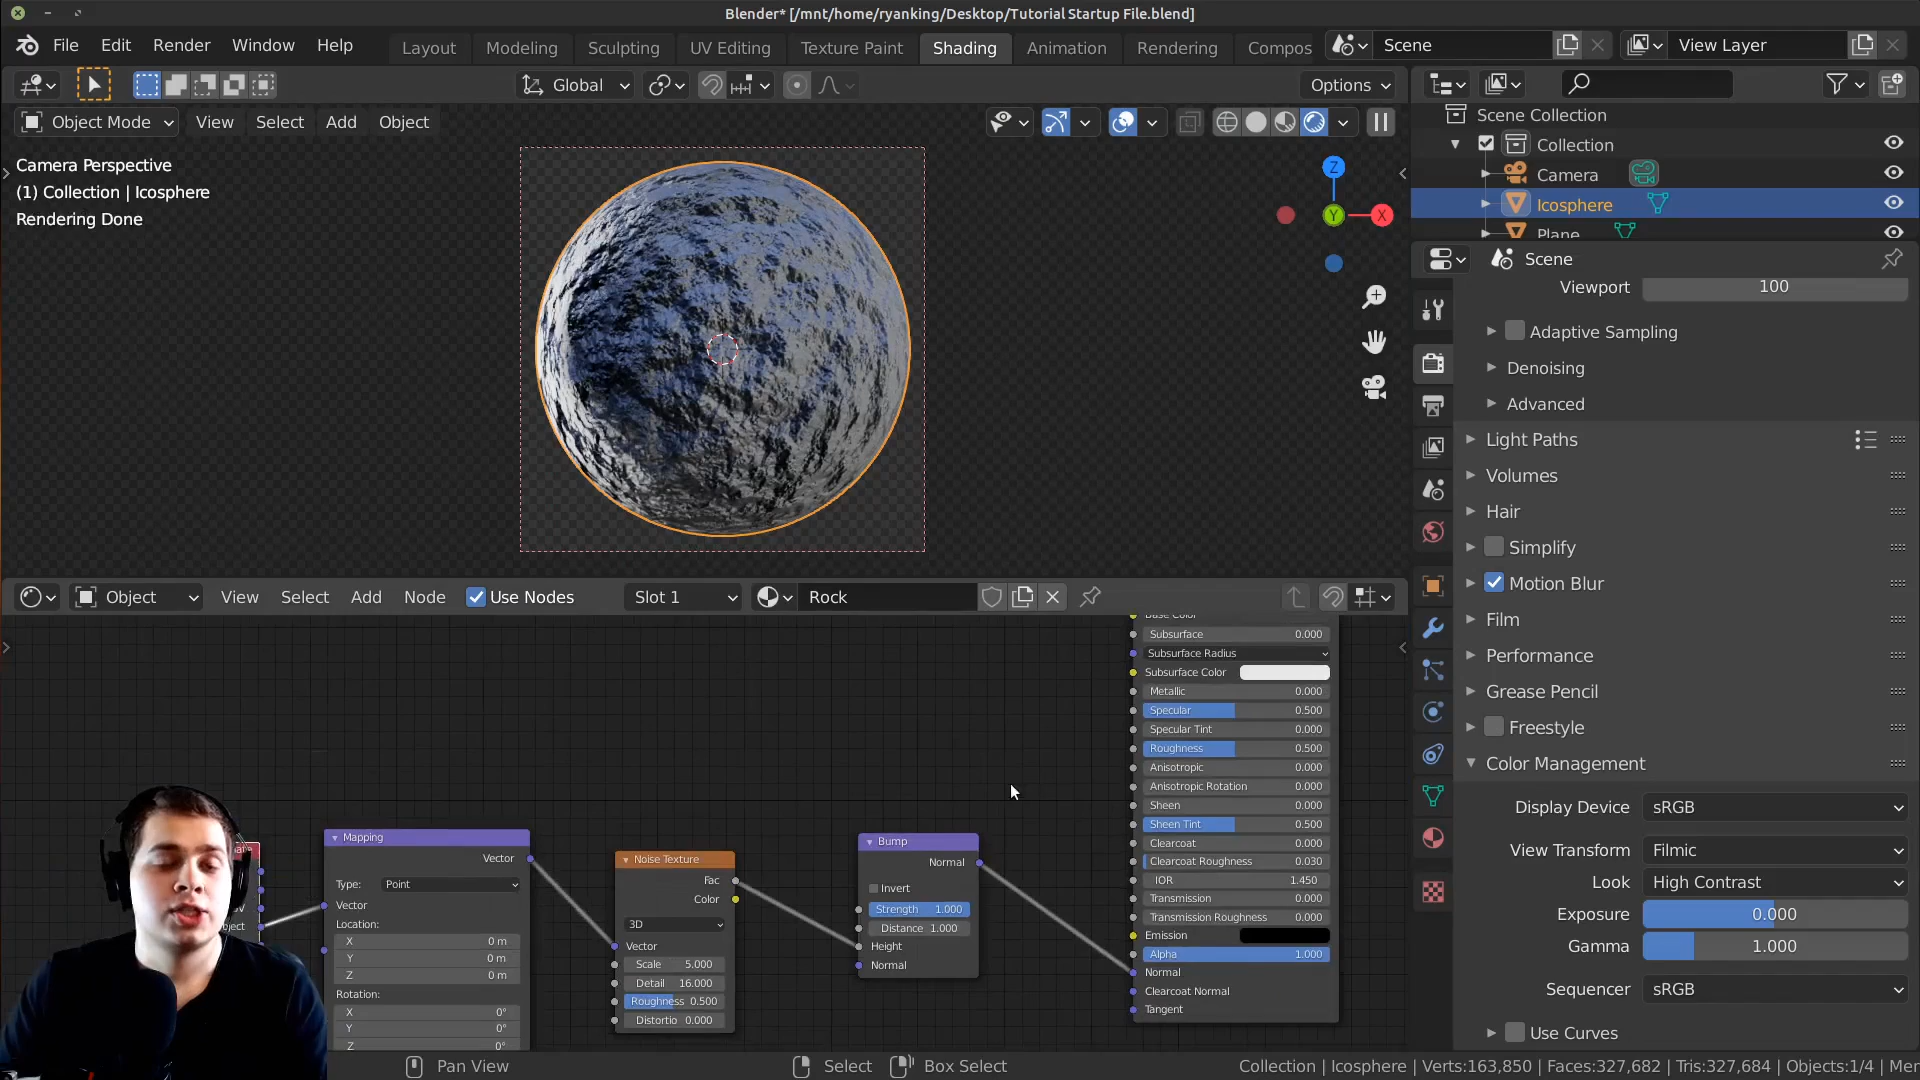 Blender* [/mnt/home/ryanking/Desktop/Tutorial Startup File.blend]
File Edit Render Window Help Layout Modeling Sculpting UV Editing Texture Paint Shading Animation Rendering Compos Scene View Layer
Global Options
Object Mode View Select Add Object
Camera Perspective
(1) Collection | Icosphere
Rendering Done
Z
Y
X
Scene Collection
Collection
Camera
Icosphere
Plane
Scene
Viewport 100
Adaptive Sampling
Denoising
Advanced
Light Paths
Volumes
Hair
Simplify
Motion Blur
Film
Performance
Grease Pencil
Freestyle
Color Management
Display Device sRGB
View Transform Filmic
Look High Contrast
Exposure 0.000
Gamma 1.000
Sequencer sRGB
Use Curves
Object View Select Add Node Use Nodes Slot 1 Rock
Mapping
Vector
Type: Point
Vector
Location:
X 0 m
Y 0 m
Z 0 m
Rotation:
X 0°
Y 0°
Z 0°
Noise Texture
Fac
Color
3D
Vector
Scale 5.000
Detail 16.000
Roughness 0.500
Distortio 0.000
Bump
Normal
Invert
Strength 1.000
Distance 1.000
Height
Normal
Base Color
Subsurface 0.000
Subsurface Radius
Subsurface Color
Metallic 0.000
Specular 0.500
Specular Tint 0.000
Roughness 0.500
Anisotropic 0.000
Anisotropic Rotation 0.000
Sheen 0.000
Sheen Tint 0.500
Clearcoat 0.000
Clearcoat Roughness 0.030
IOR 1.450
Transmission 0.000
Transmission Roughness 0.000
Emission
Alpha 1.000
Normal
Clearcoat Normal
Tangent
Pan View Select Box Select Collection | Icosphere | Verts:163,850 | Faces:327,682 | Tris:327,684 | Objects:1/4 | Mer